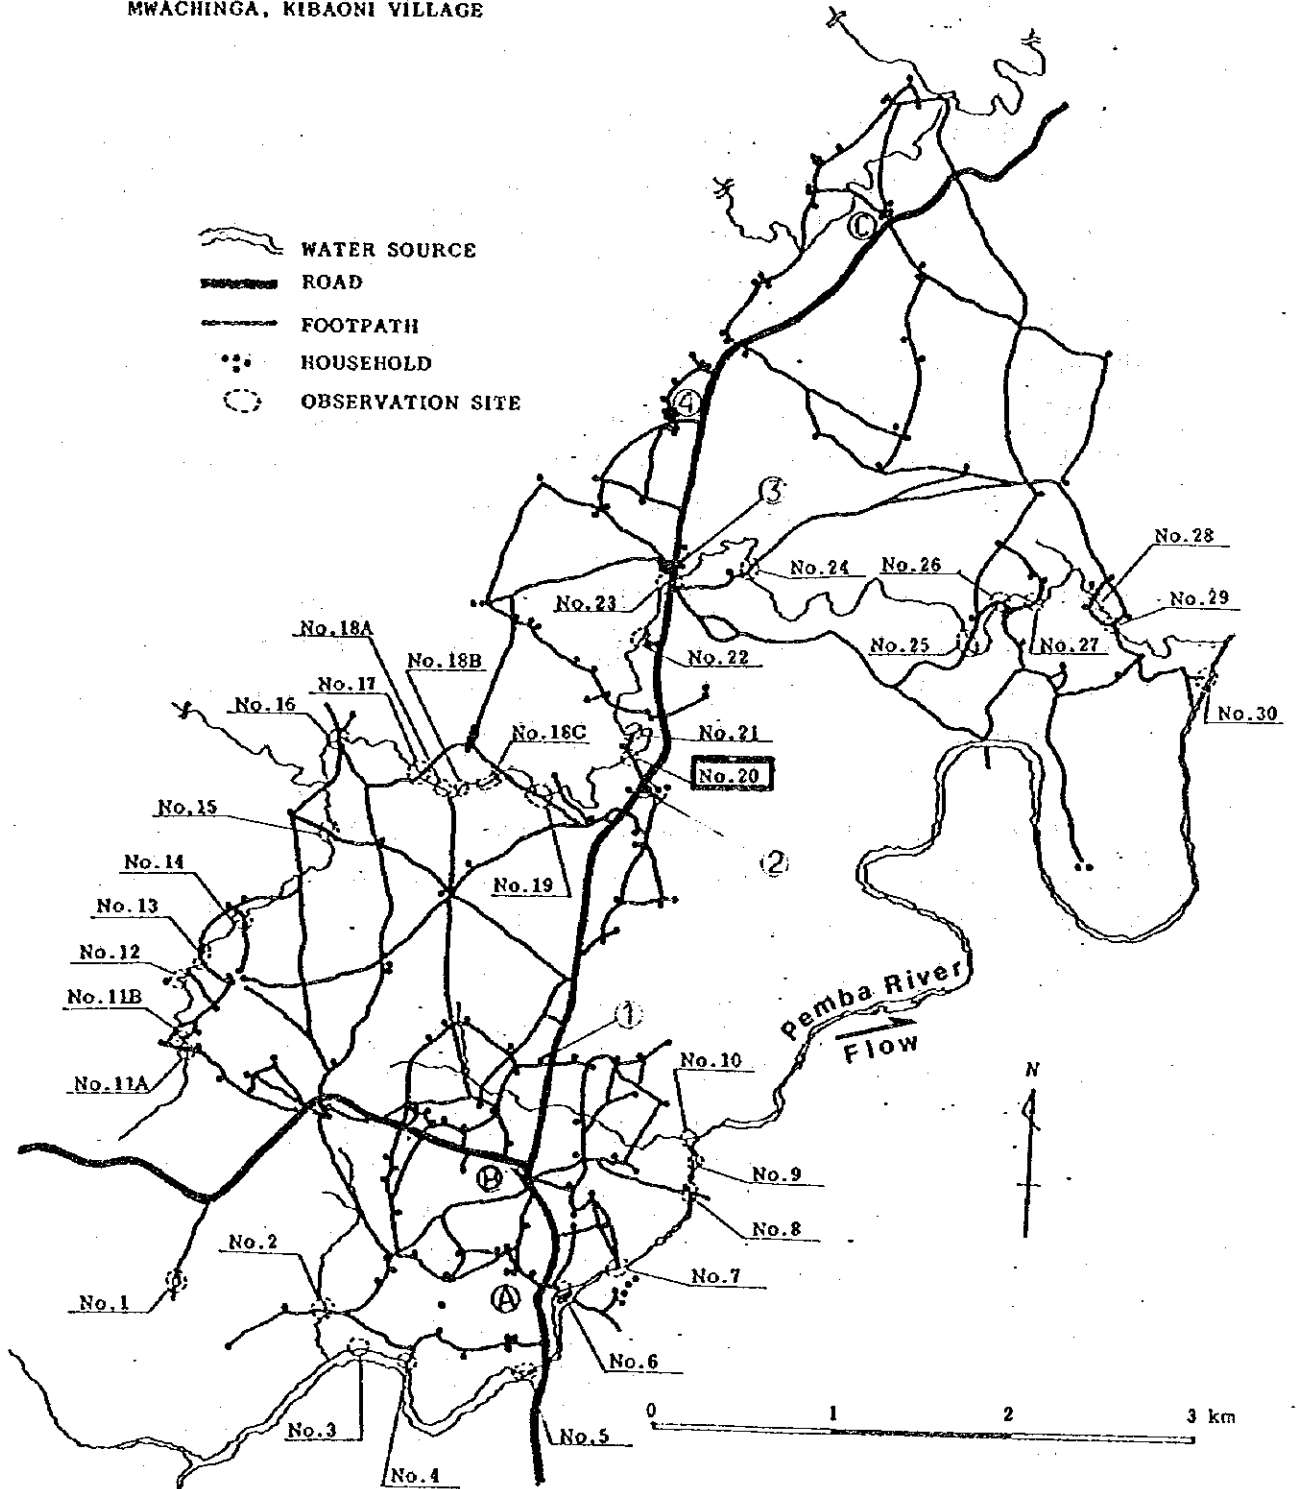 MWACHINGA, KIBAONI VILLAGE
WATER SOURCE
ROAD
FOOTPATH
HOUSEHOLD
OBSERVATION SITE
C
4
3
No.28
No.24
No.26
No.23
No.29
No.18A
No.18B
No.22
No.25
No.27
No.17
No.16
No.18C
No.21
No.30
No.20
No.15
No.14
No.19
2
No.13
No.12
No.11B
Pemba River
Flow
1
No.10
N
No.11A
B
No.9
No.8
No.2
No.7
No.1
A
No.6
No.3
No.5
No.4
0 1 2 3 km